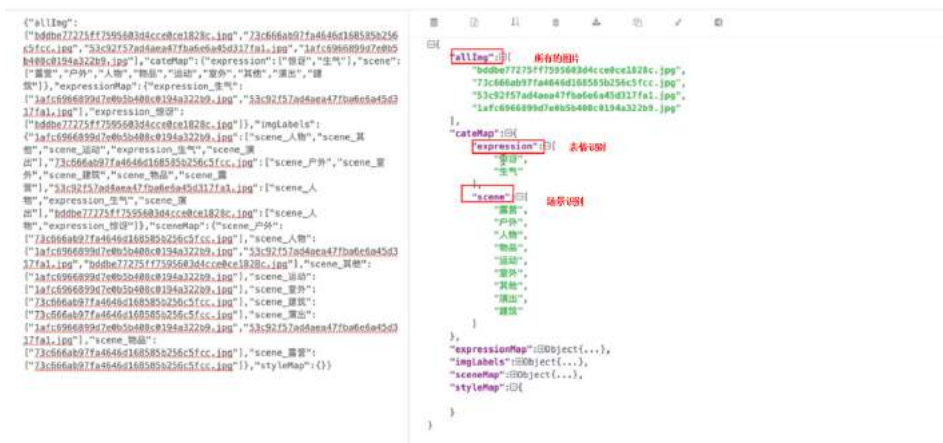 {"allImg":
["bddbe77275ff7595603d4cce0ce1828c.jpg","73c666ab97fa4646d168585b256
c5fcc.jpg","53c92f57ad4aea47fba6e6a45d317fa1.jpg","1afc6966899d7e0b5
b408c0194a322b9.jpg"],"cateMap":{"expression":["惊讶","生气"],"scene":
["露营","户外","人物","物品","运动","室外","其他","演出","建
筑"]},"expressionMap":{"expression_生气":
["1afc6966899d7e0b5b408c0194a322b9.jpg","53c92f57ad4aea47fba6e6a45d3
17fa1.jpg"],"expression_惊讶":
["bddbe77275ff7595603d4cce0ce1828c.jpg"]},"imgLabels":
{"1afc6966899d7e0b5b408c0194a322b9.jpg":["scene_人物","scene_其
他","scene_运动","expression_生气","scene_演
出"],"73c666ab97fa4646d168585b256c5fcc.jpg":["scene_户外","scene_室
外","scene_建筑","scene_物品","scene_露
营"],"53c92f57ad4aea47fba6e6a45d317fa1.jpg":["scene_人
物","expression_生气","scene_演
出"],"bddbe77275ff7595603d4cce0ce1828c.jpg":["scene_人
物","expression_惊讶"]},"sceneMap":{"scene_户外":
["73c666ab97fa4646d168585b256c5fcc.jpg"],"scene_人物":
["1afc6966899d7e0b5b408c0194a322b9.jpg","53c92f57ad4aea47fba6e6a45d3
17fa1.jpg","bddbe77275ff7595603d4cce0ce1828c.jpg"],"scene_其他":
["1afc6966899d7e0b5b408c0194a322b9.jpg"],"scene_运动":
["1afc6966899d7e0b5b408c0194a322b9.jpg"],"scene_室外":
["73c666ab97fa4646d168585b256c5fcc.jpg"],"scene_建筑":
["73c666ab97fa4646d168585b256c5fcc.jpg"],"scene_演出":
["1afc6966899d7e0b5b408c0194a322b9.jpg","53c92f57ad4aea47fba6e6a45d3
17fa1.jpg"],"scene_物品":
["73c666ab97fa4646d168585b256c5fcc.jpg"],"scene_露营":
["73c666ab97fa4646d168585b256c5fcc.jpg"]},"styleMap":{}}
{
"allImg":[ 所有的图片
"bddbe77275ff7595603d4cce0ce1828c.jpg",
"73c666ab97fa4646d168585b256c5fcc.jpg",
"53c92f57ad4aea47fba6e6a45d317fa1.jpg",
"1afc6966899d7e0b5b408c0194a322b9.jpg"
],
"cateMap":{
"expression":[ 表情识别
"惊讶",
"生气"
],
"scene":[ 场景识别
"露营",
"户外",
"人物",
"物品",
"运动",
"室外",
"其他",
"演出",
"建筑"
]
},
"expressionMap":Object{...},
"imgLabels":Object{...},
"sceneMap":Object{...},
"styleMap":{
}
}